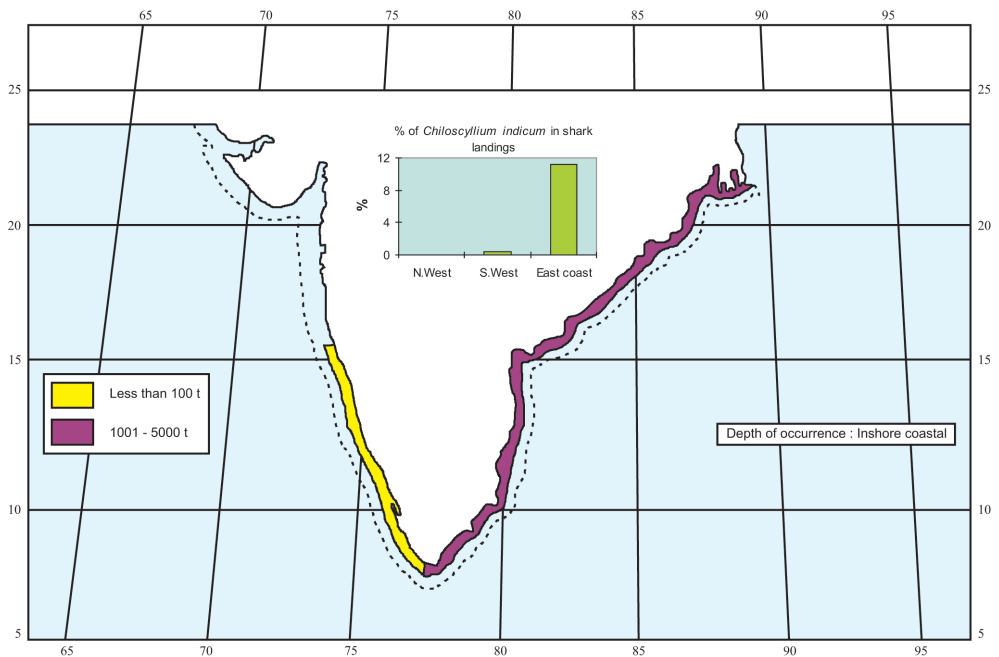 65 70 75 80 85 90 95
25 25
% of Chiloscyllium indicum in shark
landings
12
8
%
4
0
N.West S.West East coast
20 20
15 15
Less than 100 t
1001 - 5000 t
Depth of occurrence : Inshore coastal
10 10
5 5
65 70 75 80 85 90 95